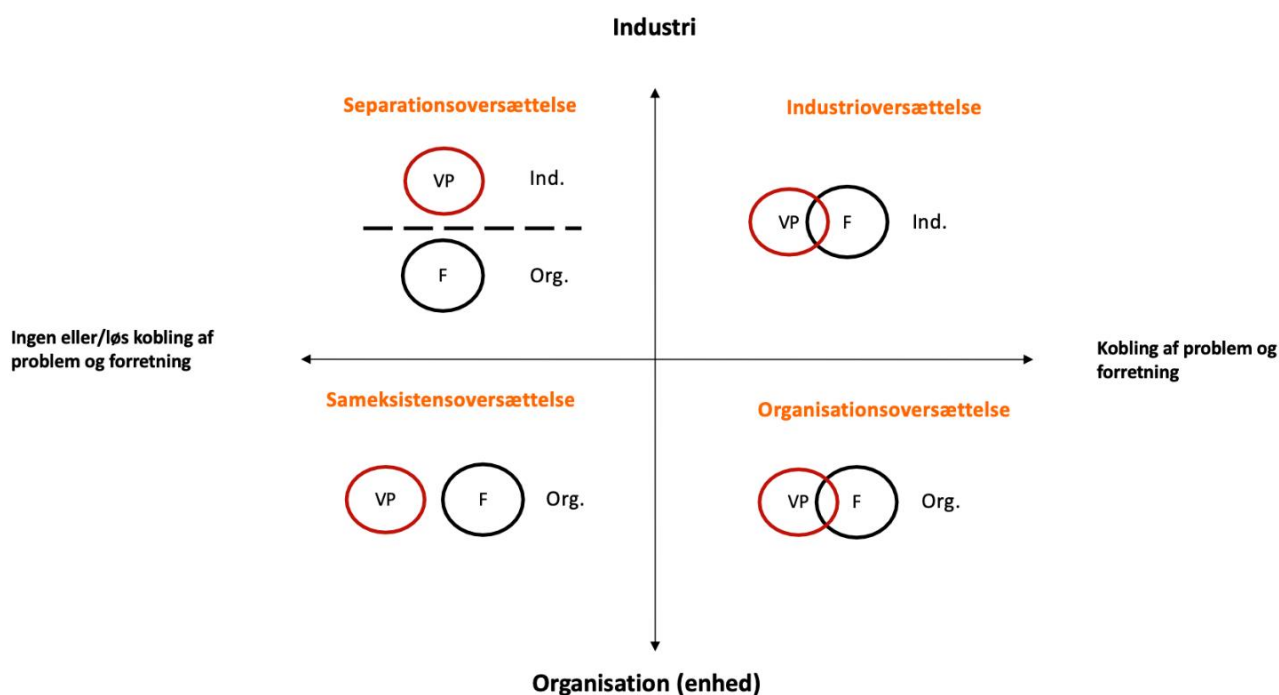 Industri
Separationsoversættelse
Industrioversættelse
VP
Ind.
VP
F
Ind.
F
Org.
Ingen eller/løs kobling af
problem og forretning
Kobling af problem og
forretning
Sameksistensoversættelse
Organisationsoversættelse
VP
F
Org.
VP
F
Org.
Organisation (enhed)